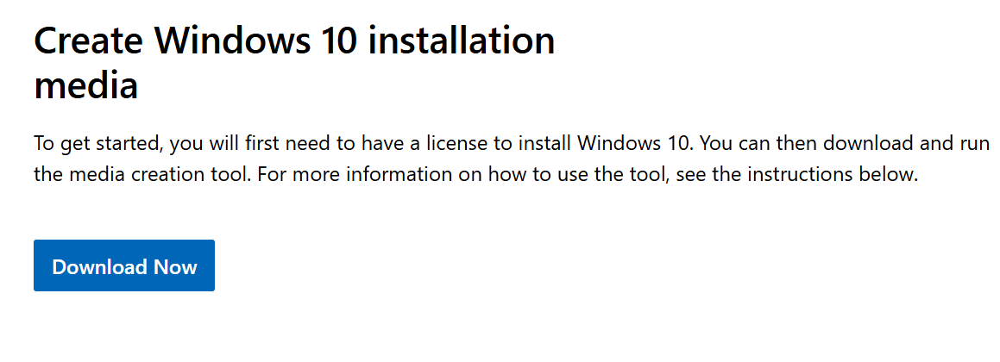 Create Windows 10 installation
media
To get started, you will first need to have a license to install Windows 10. You can then download and run
the media creation tool. For more information on how to use the tool, see the instructions below.
Download Now